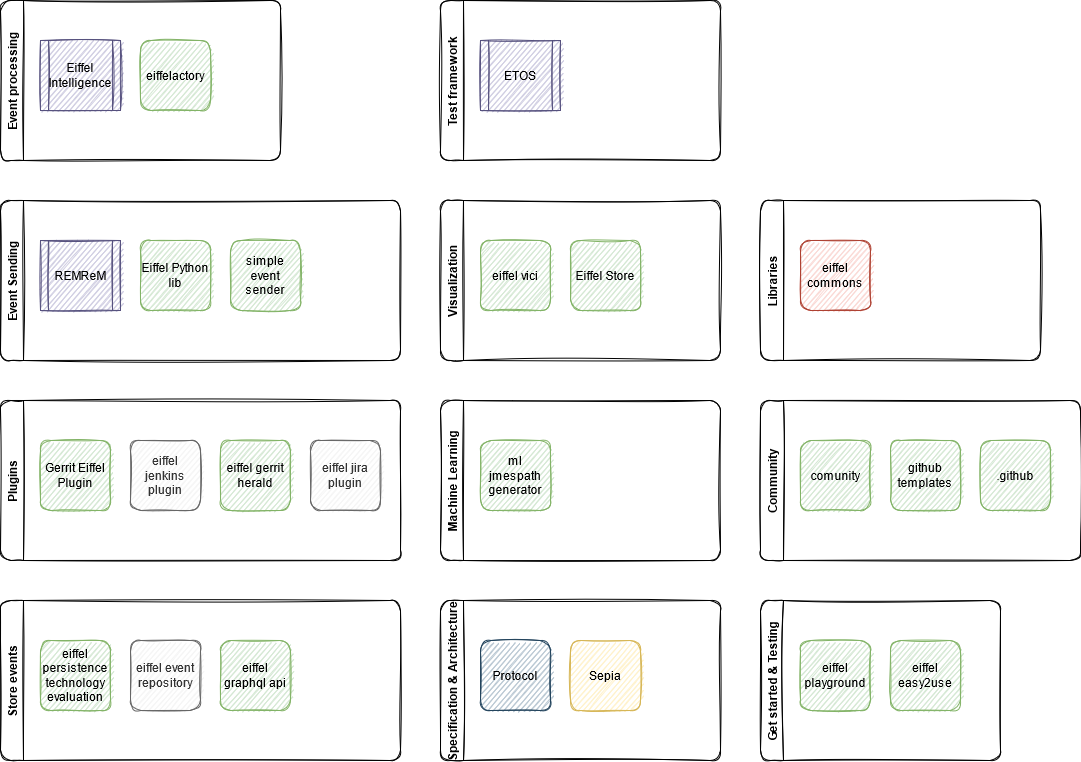 Event processing
Eiffel
Intelligence
eiffelactory
Test framework
ETOS
Event Sending
REMReM
Eiffel Python
lib
simple
event
sender
Visualization
eiffel vici
Eiffel Store
Libraries
eiffel
commons
Plugins
Gerrit Eiffel
Plugin
eiffel
jenkins
plugin
eiffel gerrit
herald
eiffel jira
plugin
Machine Learning
ml
jmespath
generator
Community
comunity
github
templates
.github
Store events
eiffel
persistence
technology
evaluation
eiffel event
repository
eiffel
graphql api
Specification & Architecture
Protocol
Sepia
Get started & Testing
eiffel
playground
eiffel
easy2use